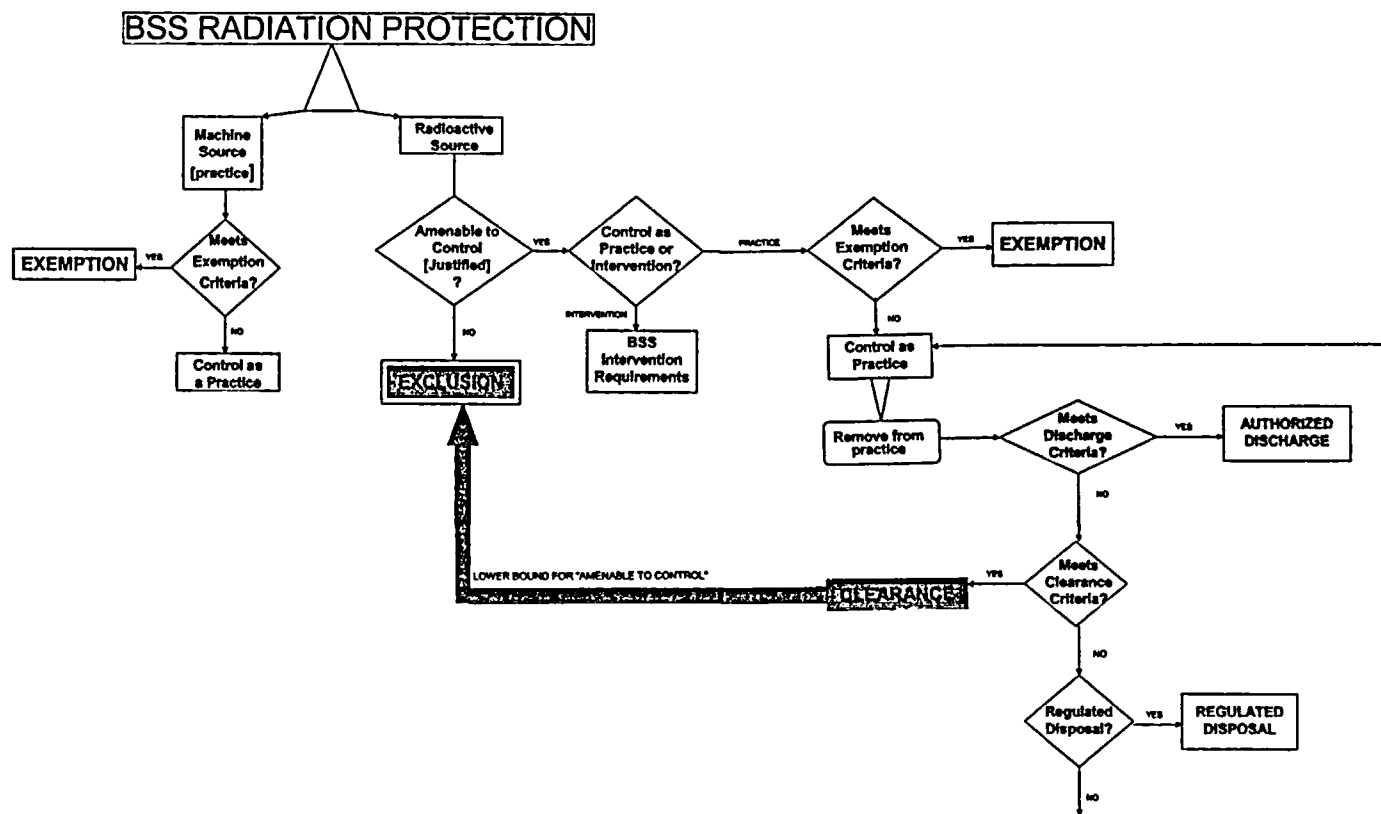 BSS RADIATION PROTECTION
Machine
Source
[practice]
Radioactive
Source
Meets
Exemption
Criteria?
YES
EXEMPTION
NO
Control as
a Practice
Amenable to
Control
[Justified]
?
YES
NO
EXCLUSION
Control as
Practice or
Intervention?
PRACTICE
INTERVENTION
BSS
Intervention
Requirements
Meets
Exemption
Criteria?
YES
EXEMPTION
NO
Control as
Practice
Remove from
practice
Meets
Discharge
Criteria?
YES
AUTHORIZED
DISCHARGE
NO
Meets
Clearance
Criteria?
YES
CLEARANCE
LOWER BOUND FOR "AMENABLE TO CONTROL"
NO
Regulated
Disposal?
YES
REGULATED
DISPOSAL
NO